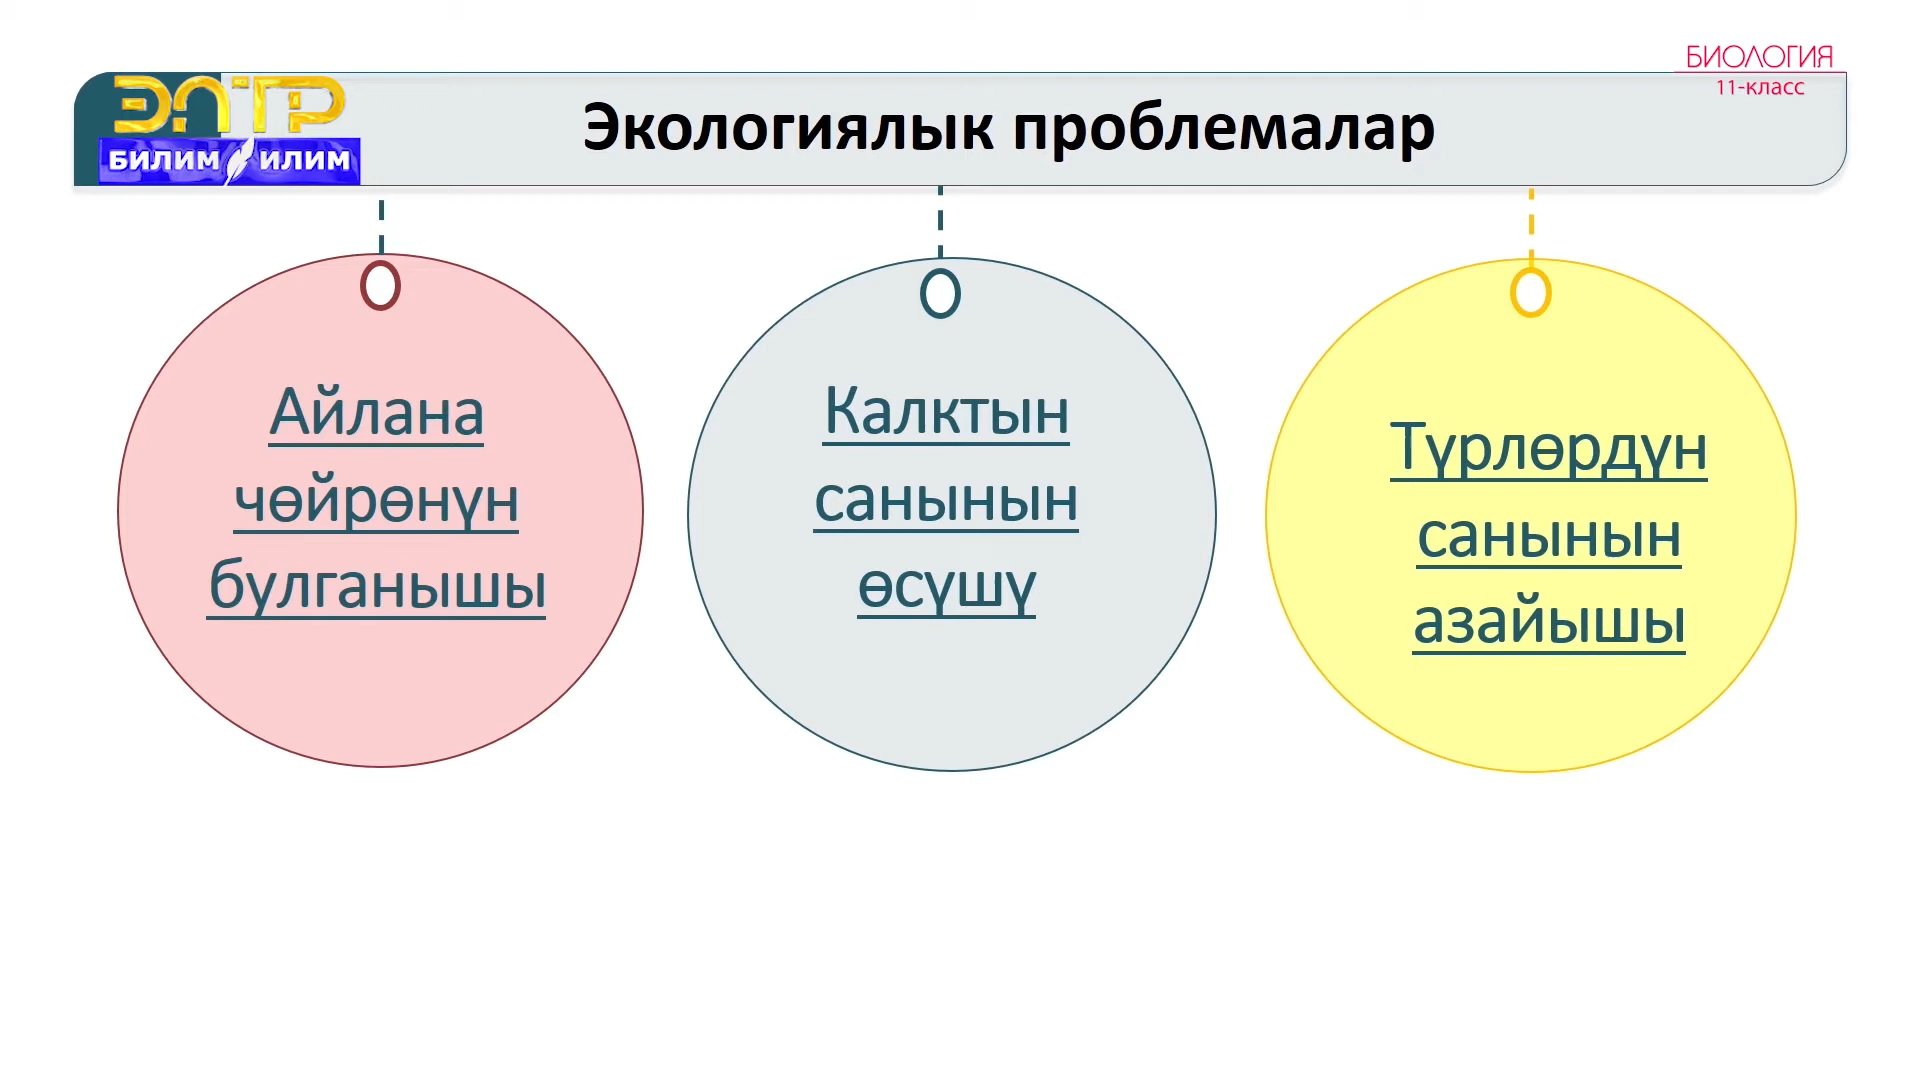 БИОЛОГИЯ
11-класс
ЭЛТР
БИЛИМ ИЛИМ
Экологиялык проблемалар
Айлана
чөйрөнүн
булганышы
Калктын
санынын
өсүшү
Түрлөрдүн
санынын
азайышы